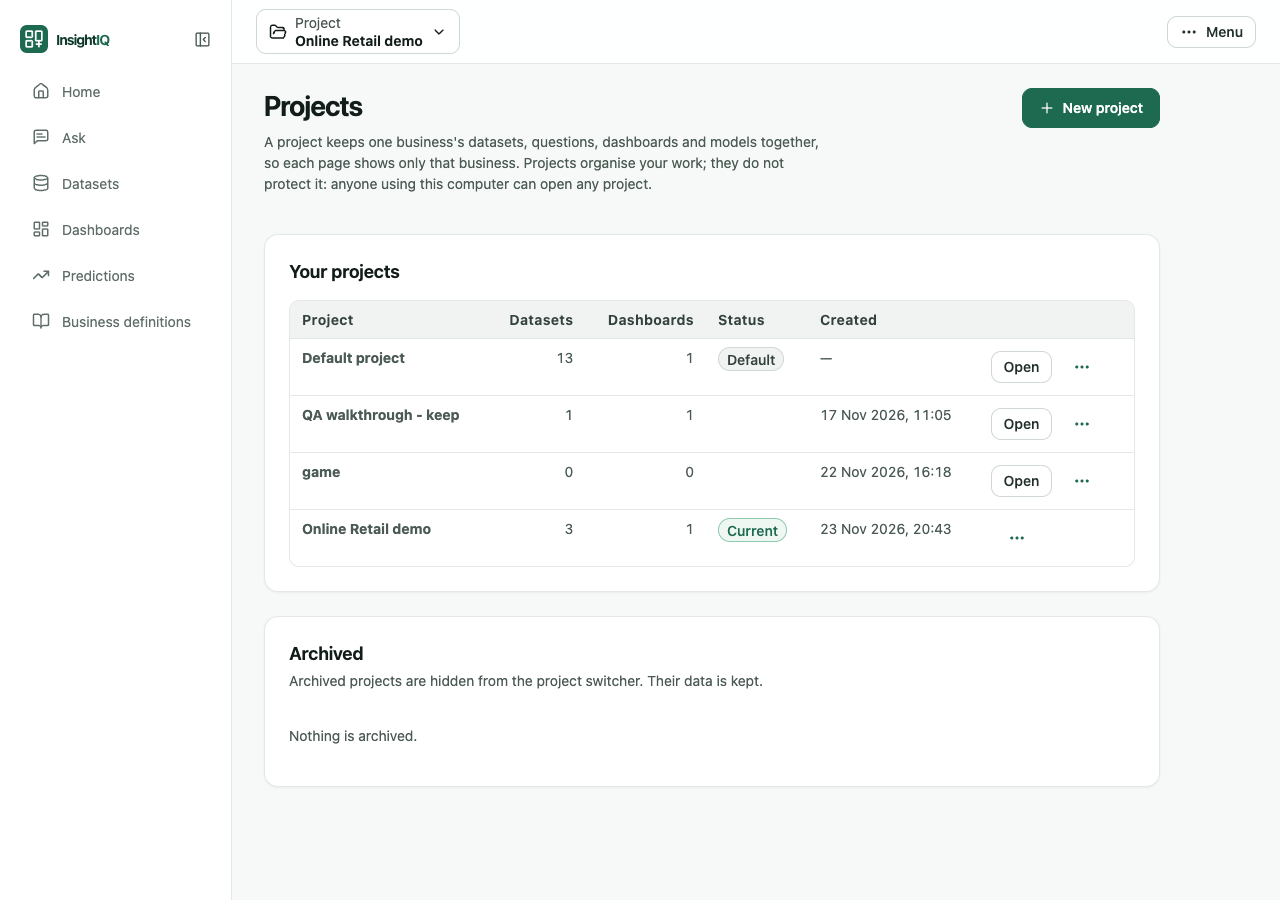 InsightIQ
Project
Online Retail demo
Menu
Home
Ask
Datasets
Dashboards
Predictions
Business definitions
Projects
New project
A project keeps one business's datasets, questions, dashboards and models together,
so each page shows only that business. Projects organise your work; they do not
protect it: anyone using this computer can open any project.
Your projects
Project Datasets Dashboards Status Created
Default project 13 1 Default — Open
QA walkthrough - keep 1 1 17 Nov 2026, 11:05 Open
game 0 0 22 Nov 2026, 16:18 Open
Online Retail demo 3 1 Current 23 Nov 2026, 20:43
Archived
Archived projects are hidden from the project switcher. Their data is kept.
Nothing is archived.